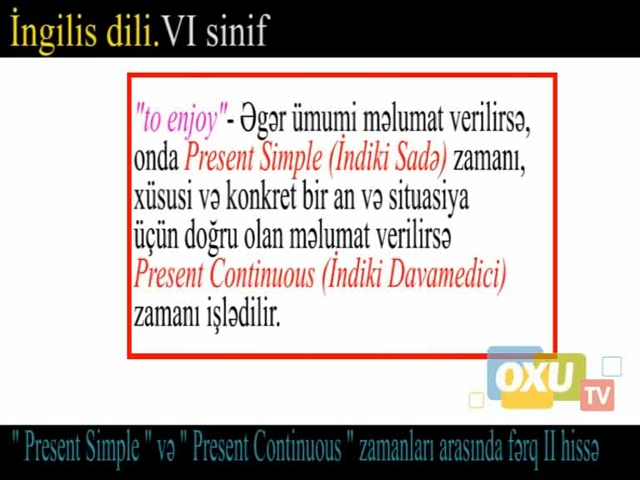 İngilis dili.VI sinif
"to enjoy"- Əgər ümumi məlumat verilirsə,
onda Present Simple (İndiki Sadə) zamanı,
xüsusi və konkret bir an və situasiya
üçün doğru olan məlumat verilirsə
Present Continuous (İndiki Davamedici)
zamanı işlədilir.
OXU
TV
" Present Simple " və " Present Continuous " zamanları arasında fərq II hissə